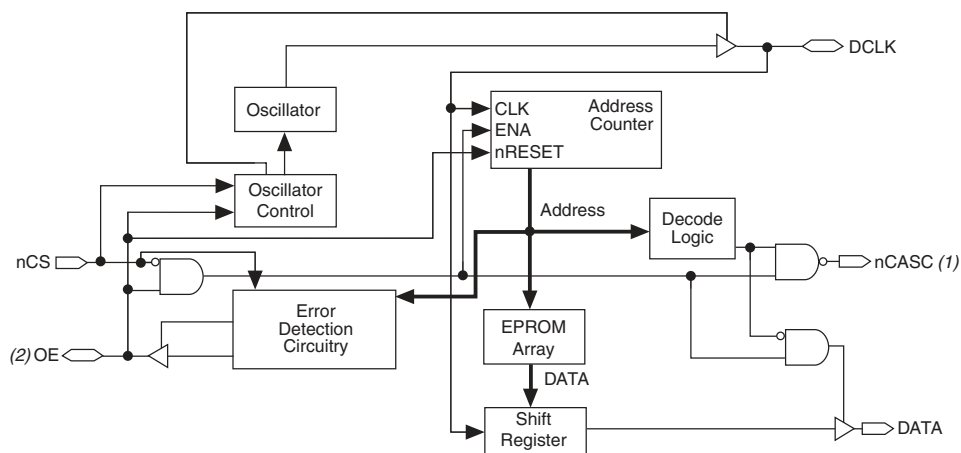 DCLK
Oscillator
CLK
ENA
nRESET
Address
Counter
Oscillator
Control
Address
Decode
Logic
nCS
nCASC (1)
Error
Detection
Circuitry
EPROM
Array
(2) OE
DATA
Shift
Register
DATA